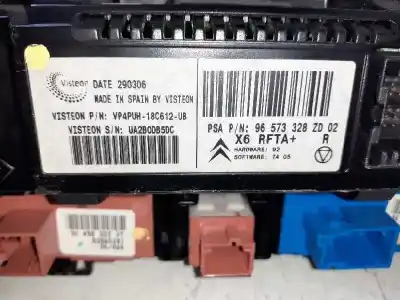 Visteon
DATE 290306
MADE IN SPAIN BY VISTEON
VISTEON P/N: VP4PUH-18C612-UB
VISTEON S/N: UA2B0DB5DC
PSA P/N: 96 573 328 ZD 02
X6 RFTA+ R
HARDWARE: 92
SOFTWARE: 74 05